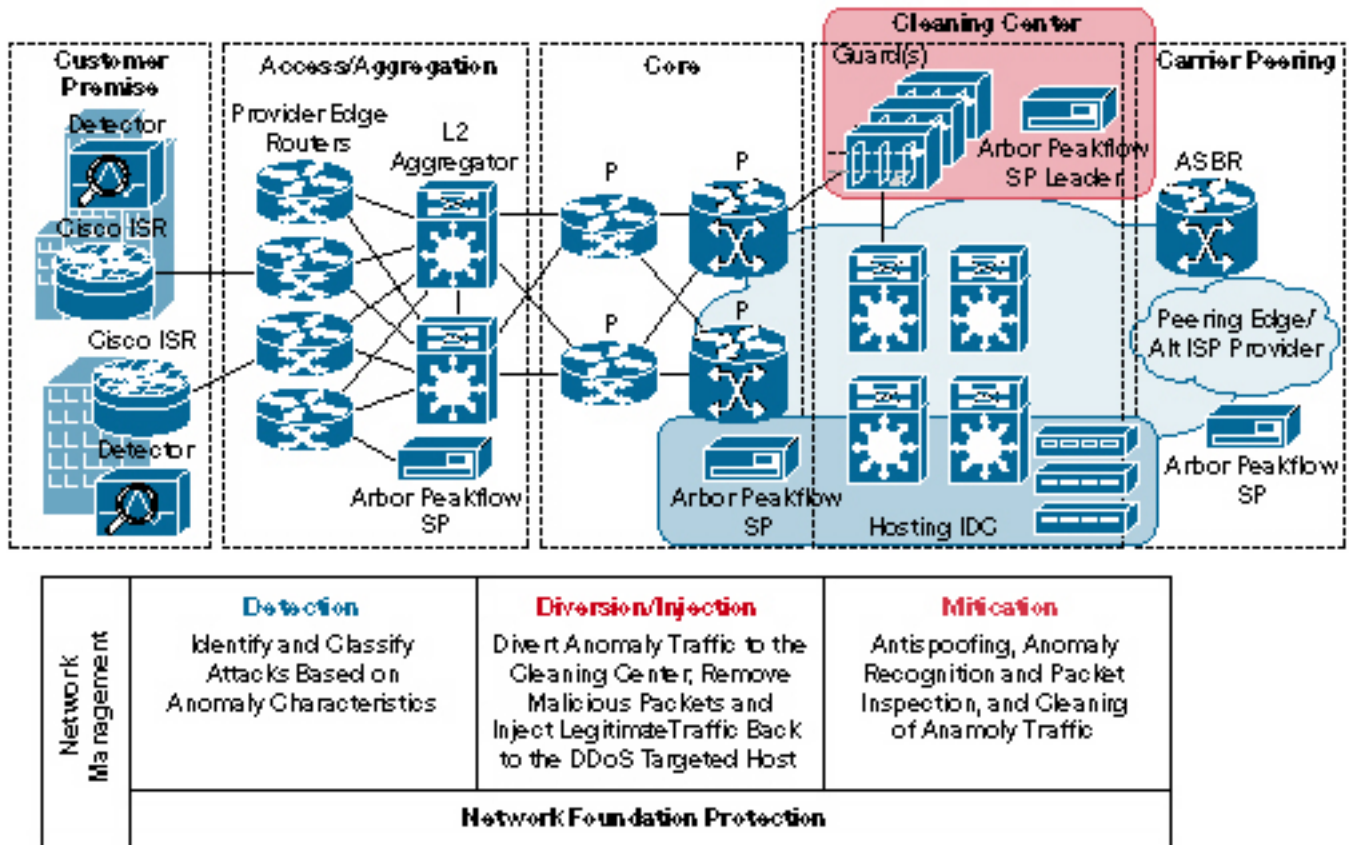 Cleaning Center
Customer
Premise
Access/Aggregation
Core
Guard(s)
Carrier Peering
Detector
Provider Edge
Routers
L2
Aggregator
P
P
Arbor Peakflow
SP Leader
ASBR
Cisco ISR
Cisco ISR
P
P
Peering Edge/
Alt ISP Provider
Detector
Arbor Peakflow
SP
Arbor Peakflow
SP
Hosting IDC
Arbor Peakflow
SP
Network
Management
Detection
Identify and Classify
Attacks Based on
Anomaly Characteristics
Diversion/Injection
Divert Anomaly Traffic to the
Cleaning Center, Remove
Malicious Packets and
Inject Legitimate Traffic Back
to the DDoS Targeted Host
Mitication
Antispoofing, Anomaly
Recognition and Packet
Inspection, and Cleaning
of Anamoly Traffic
Network Foundation Protection